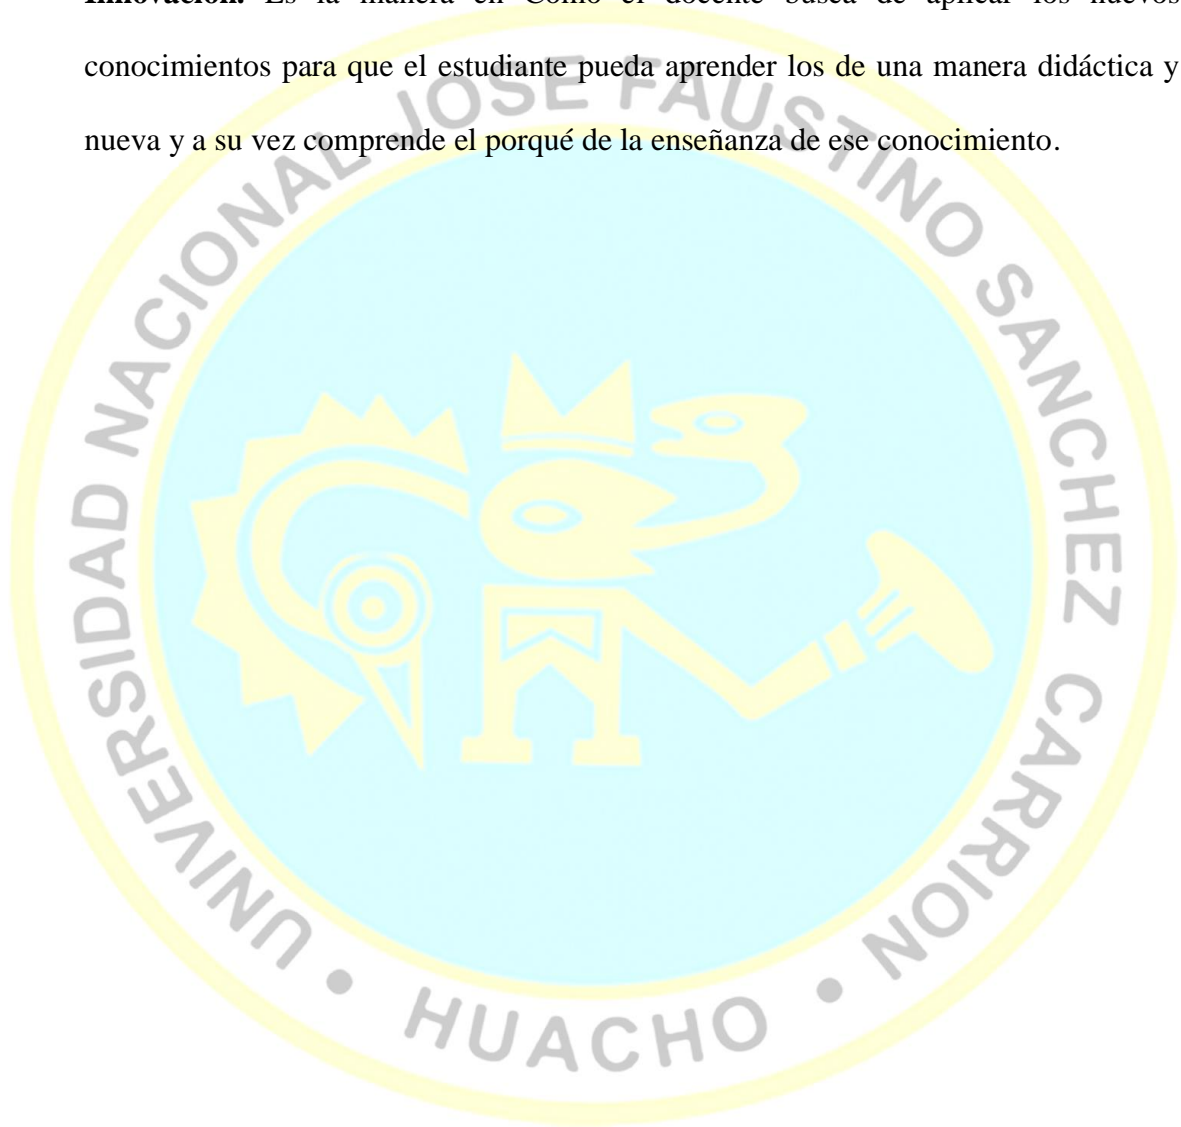 Innovación. Es la manera en Como el docente busca de aplicar los nuevos
conocimientos para que el estudiante pueda aprender los de una manera didáctica y
nueva y a su vez comprende el porqué de la enseñanza de ese conocimiento.
UNIVERSIDAD NACIONAL JOSE FAUSTINO SANCHEZ CARRION
• HUACHO •